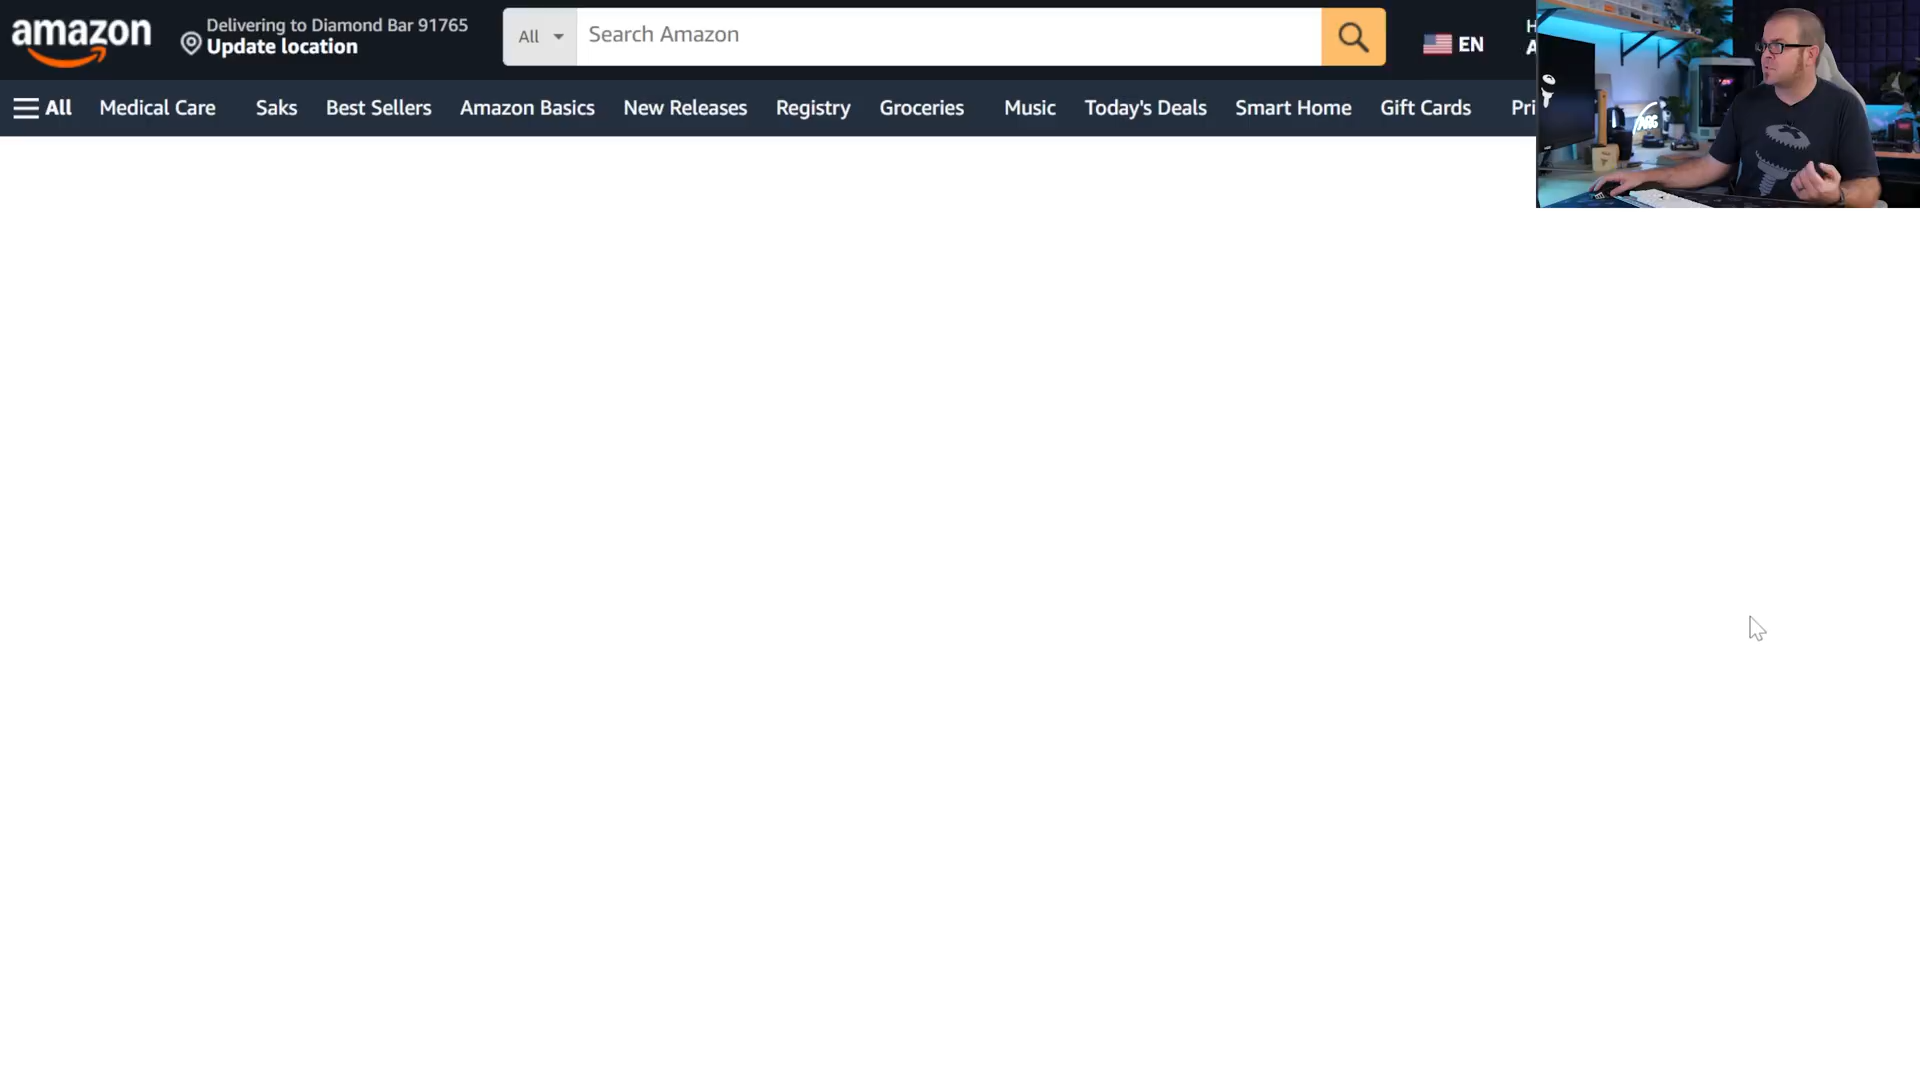 amazon
Delivering to Diamond Bar 91765
Update location
All
Search Amazon
EN
All
Medical Care
Saks
Best Sellers
Amazon Basics
New Releases
Registry
Groceries
Music
Today's Deals
Smart Home
Gift Cards